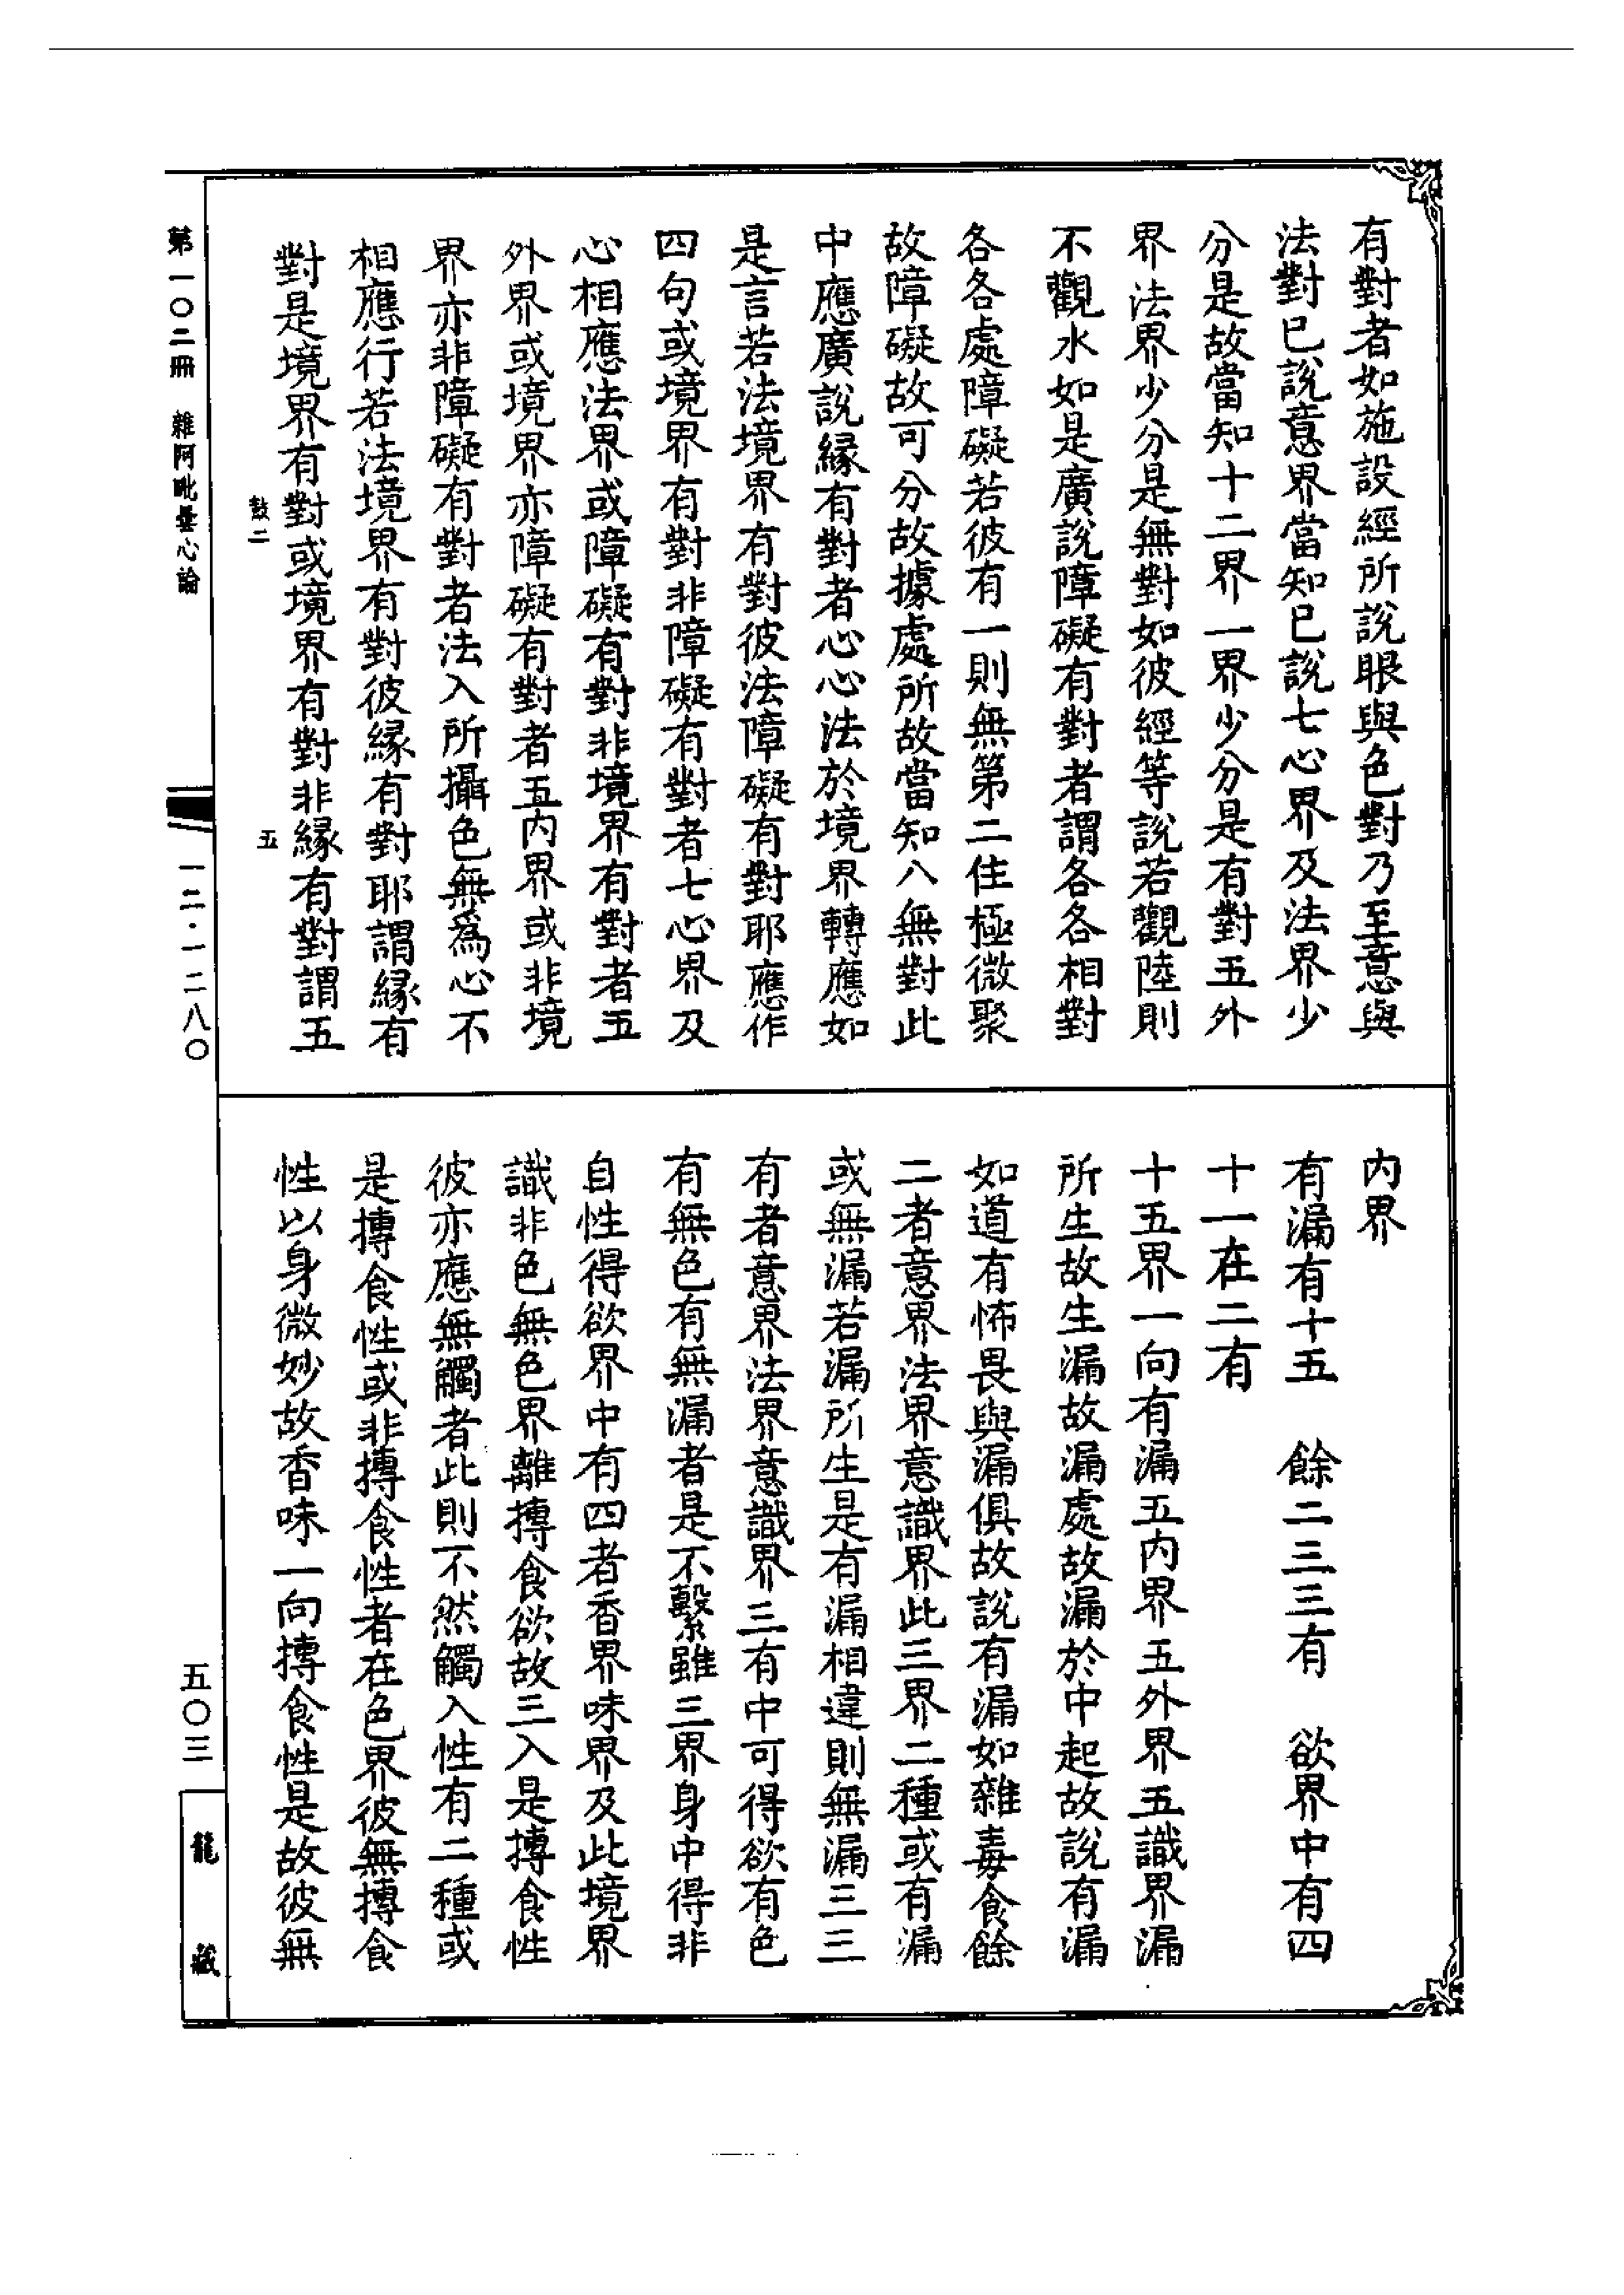 有對者如施設經所説眼與色對乃至意與
法對已説意界當知已説七心界及法界少
分是故當知十二界一界少分是有對五外
界法界少分是無對如彼經等説若觀陸則
不觀水如是廣説障礙有對者謂各各相對
各各處障礙若彼有一則無第二住極微聚
故障礙故可分故據處所故當知八無對此
中應廣説縁有對者心心法於境界轉應如
是言若法境界有對彼法障礙有對耶應作
四句或境界有對非障礙有對者七心界及
心相應法界或障礙有對非境界有對者五
外界或境界亦障礙有對者五内界或非境
界亦非障礙有對者法入所攝色無爲心不
相應行若法境界有對彼縁有對耶謂縁有
對是境界有對或境界有對非縁有對謂五
内界
有漏有十五　餘二三三有　欲界中有四
十一在二有
十五界一向有漏五内界五外界五識界漏
所生故生漏故漏處故漏於中起故説有漏
如道有怖畏與漏俱故説有漏如雜毒食餘
二者意界法界意識界此三界二種或有漏
或無漏若漏所生是有漏相違則無漏三三
有者意界法界意識界三有中可得欲有色
有無色有無漏者是不繫雖三界身中得非
自性得欲界中有四者香界味界及此境界
識非色無色界離摶食欲故三入是摶食性
彼亦應無觸者此則不然觸入性有二種或
是摶食性或非摶食性者在色界彼無摶食
性以身微妙故香味一向摶食性是故彼無
第一〇二冊　雜阿毗曇心論
鼓二
五
一二·一二八〇
五〇三
龍藏